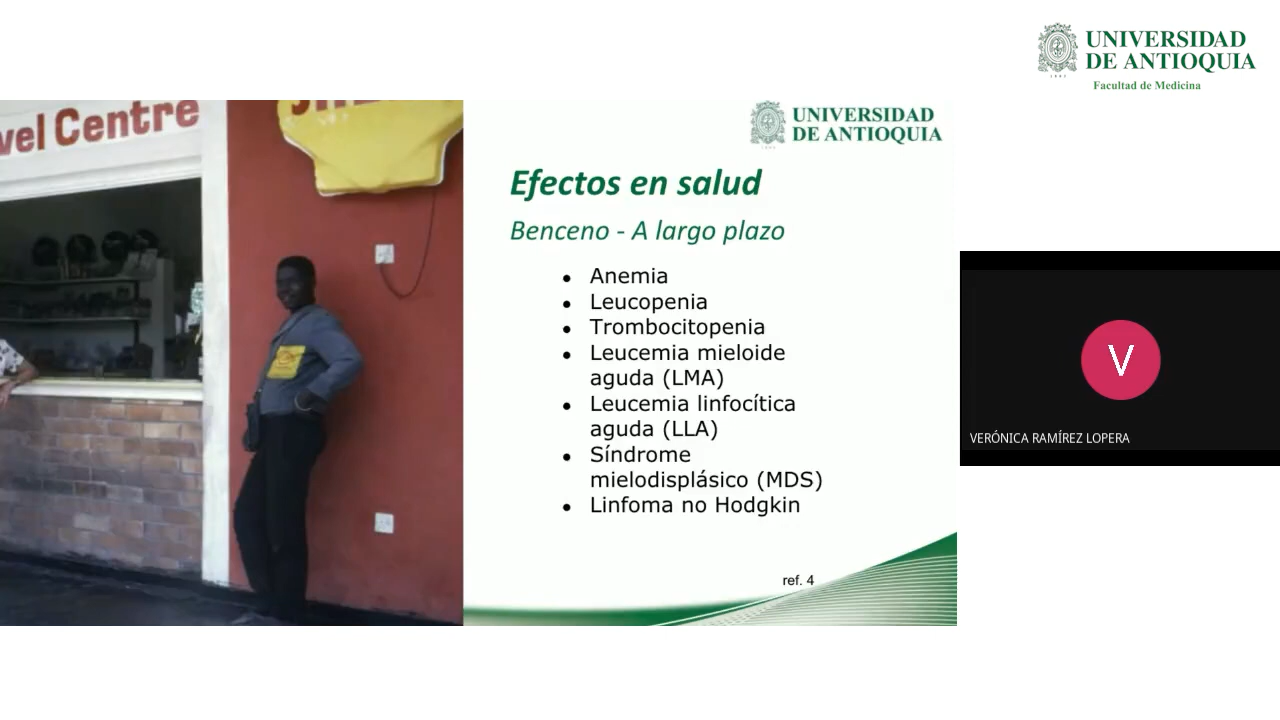 UNIVERSIDAD
DE ANTIOQUIA
Facultad de Medicina
vel Centre
UNIVERSIDAD
DE ANTIOQUIA
Efectos en salud
Benceno - A largo plazo
• Anemia
• Leucopenia
• Trombocitopenia
• Leucemia mieloide
aguda (LMA)
• Leucemia linfocítica
aguda (LLA)
• Síndrome
mielodisplásico (MDS)
• Linfoma no Hodgkin
ref. 4
V
VERÓNICA RAMÍREZ LOPERA